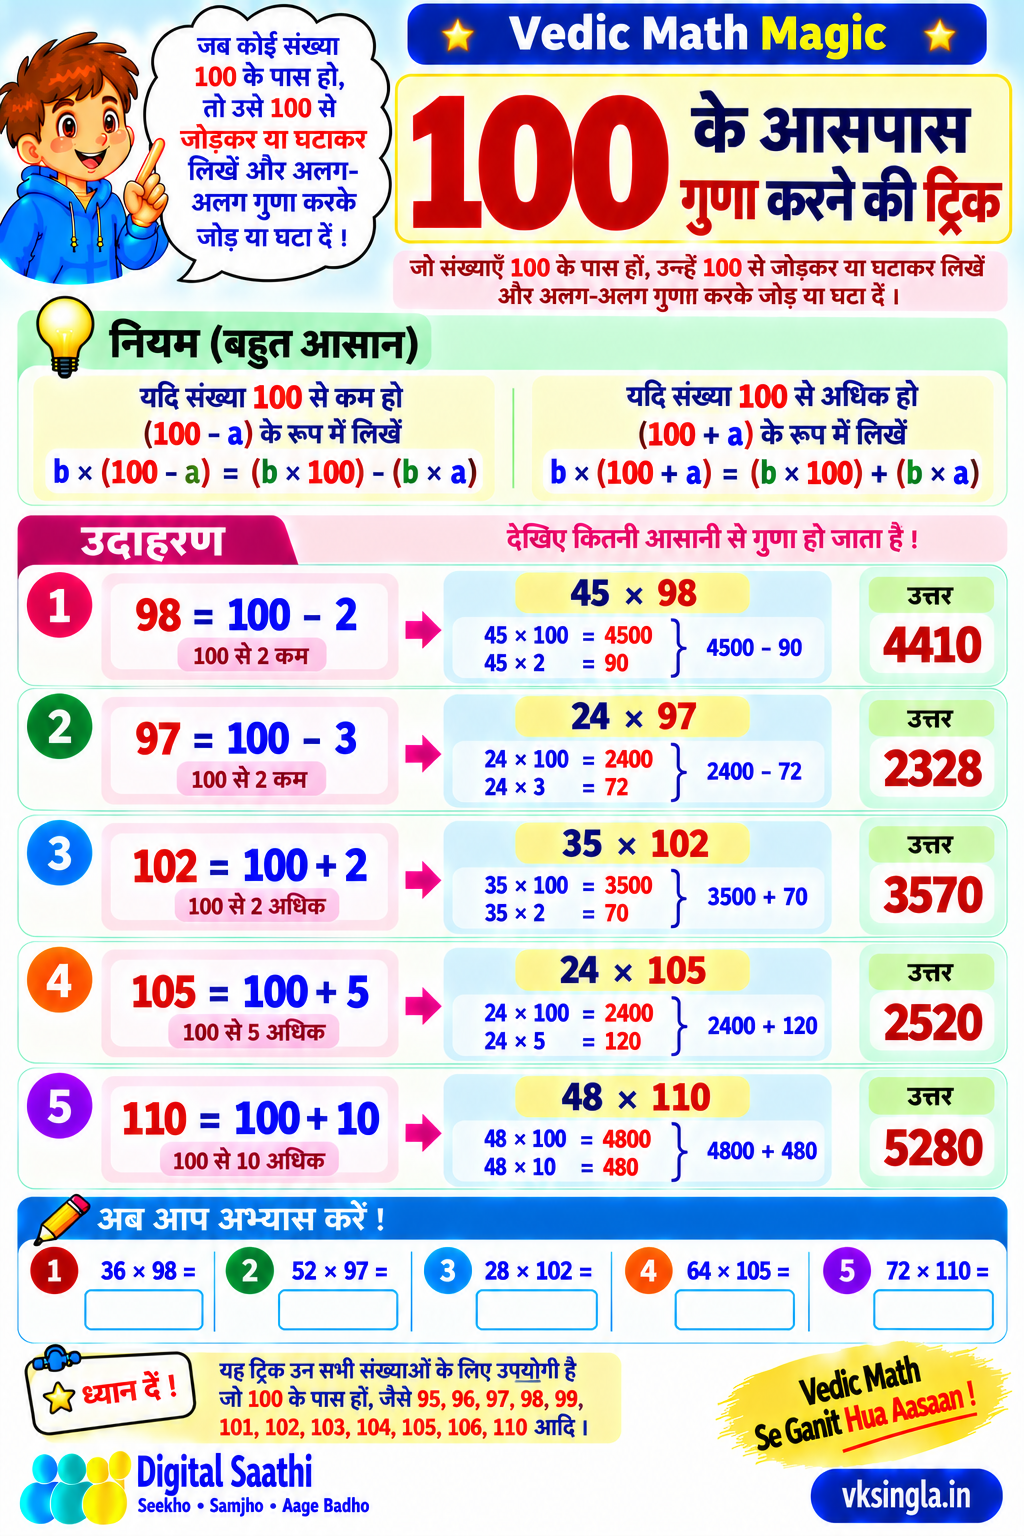 जब कोई संख्या
100 के पास हो,
तो उसे 100 से
जोड़कर या घटाकर
लिखें और अलग-
अलग गुणा करके
जोड़ या घटा दें !
Vedic Math Magic
100 के आसपास
गुणा करने की ट्रिक
जो संख्याएँ 100 के पास हों, उन्हें 100 से जोड़कर या घटाकर लिखें
और अलग-अलग गुणा करके जोड़ या घटा दें ।
नियम (बहुत आसान)
यदि संख्या 100 से कम हो
(100 – a) के रूप में लिखें
b × (100 – a) = (b × 100) – (b × a)
यदि संख्या 100 से अधिक हो
(100 + a) के रूप में लिखें
b × (100 + a) = (b × 100) + (b × a)
उदाहरण
देखिए कितनी आसानी से गुणा हो जाता है !
1
98 = 100 – 2
100 से 2 कम
45 × 98
45 × 100 = 4500
45 × 2 = 90
4500 – 90
उत्तर
4410
2
97 = 100 – 3
100 से 2 कम
24 × 97
24 × 100 = 2400
24 × 3 = 72
2400 – 72
उत्तर
2328
3
102 = 100 + 2
100 से 2 अधिक
35 × 102
35 × 100 = 3500
35 × 2 = 70
3500 + 70
उत्तर
3570
4
105 = 100 + 5
100 से 5 अधिक
24 × 105
24 × 100 = 2400
24 × 5 = 120
2400 + 120
उत्तर
2520
5
110 = 100 + 10
100 से 10 अधिक
48 × 110
48 × 100 = 4800
48 × 10 = 480
4800 + 480
उत्तर
5280
अब आप अभ्यास करें !
1 36 × 98 =
2 52 × 97 =
3 28 × 102 =
4 64 × 105 =
5 72 × 110 =
ध्यान दें !
यह ट्रिक उन सभी संख्याओं के लिए उपयोगी है
जो 100 के पास हों, जैसे 95, 96, 97, 98, 99,
101, 102, 103, 104, 105, 106, 110 आदि ।
Vedic Math
Se Ganit Hua Aasaan !
Digital Saathi
Seekho • Samjho • Aage Badho
vksingla.in